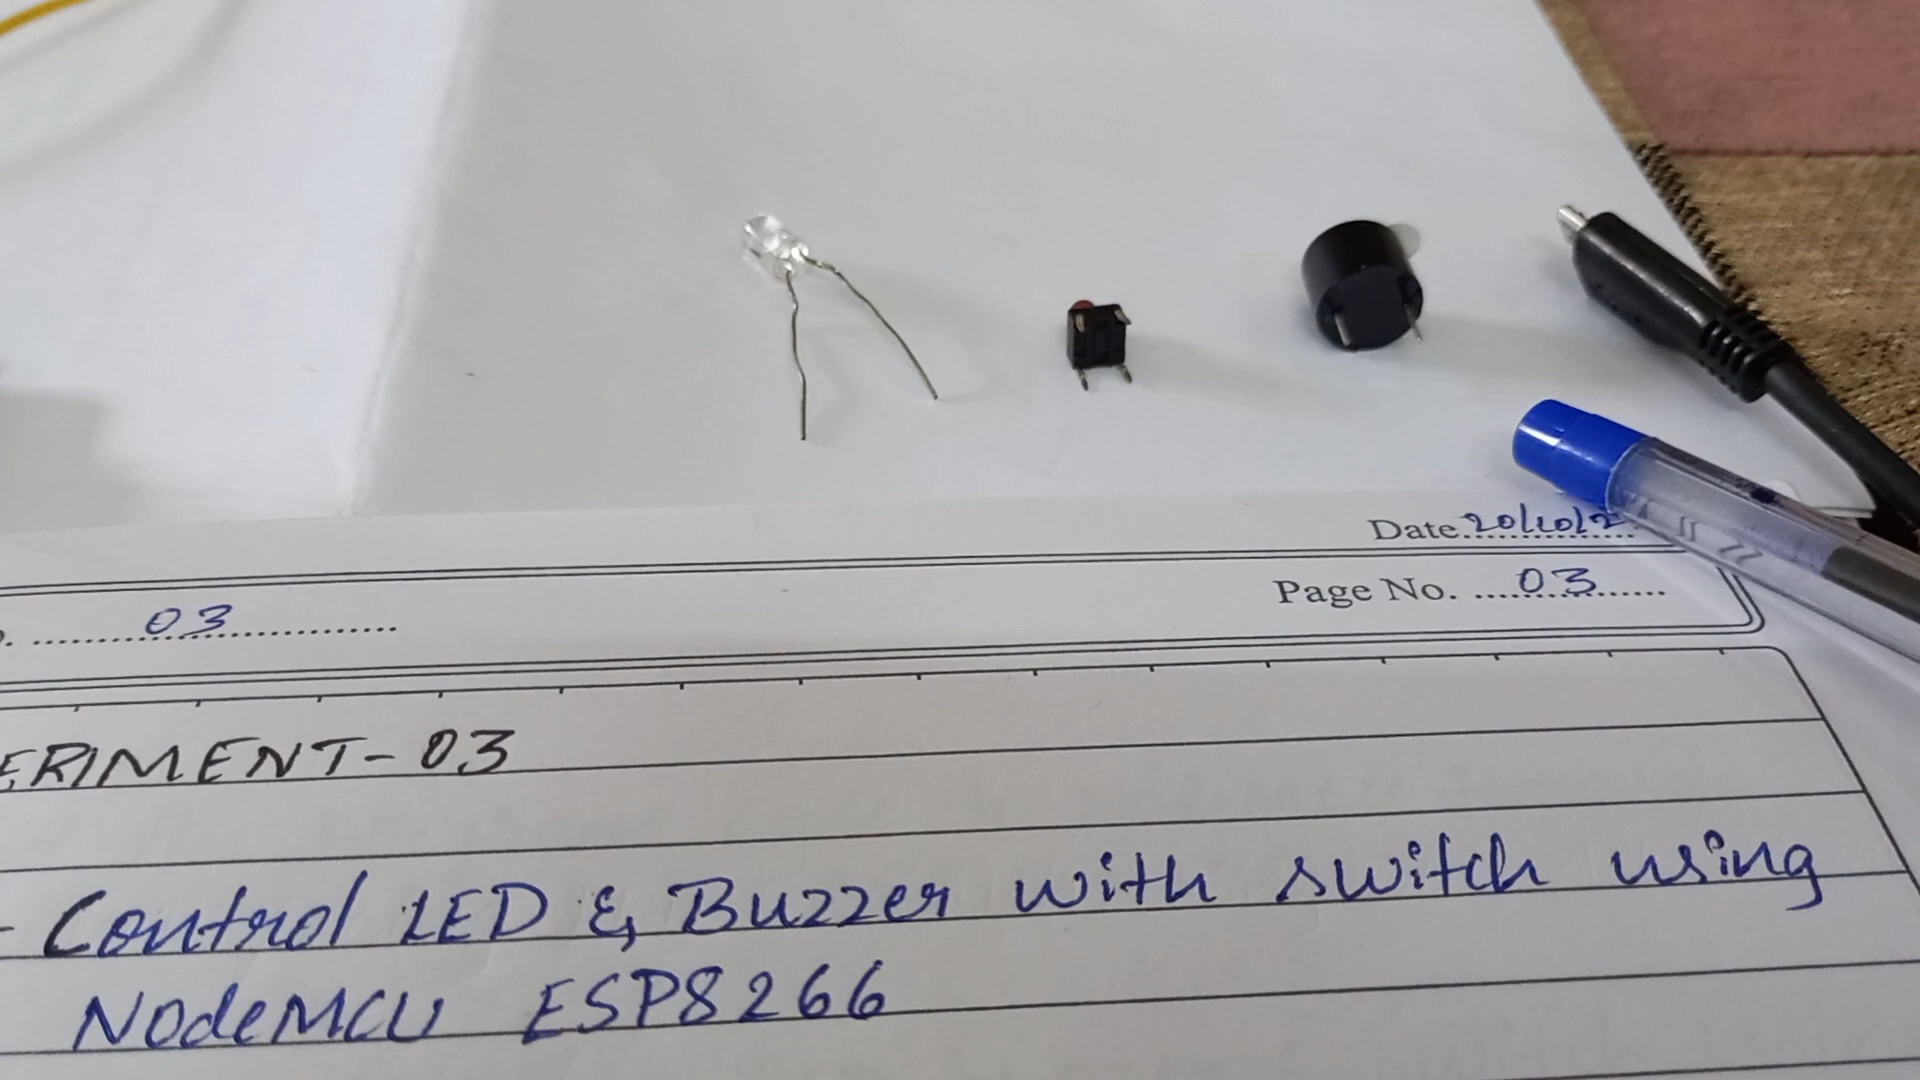 Date 20/10/2
Page No. 03
03
ERIMENT-03
- Control LED & Buzzer with switch using
NodeMCU ESP8266